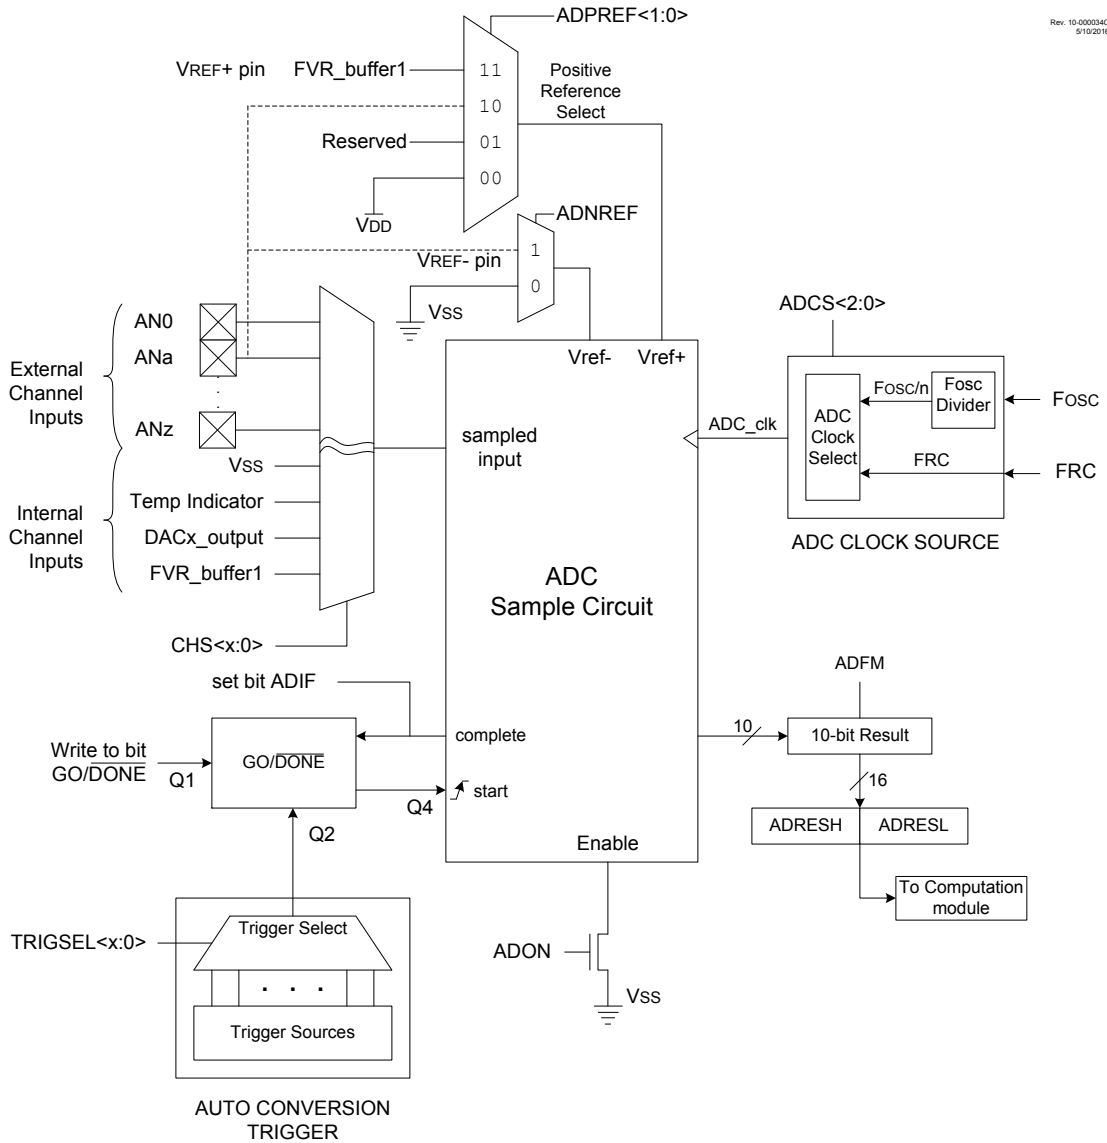 ADPREF<1:0>
Rev. 10-000034C
5/10/2016
VREF+ pin
FVR_buffer1
11
Positive
Reference
Select
10
Reserved
01
00
VDD
ADNREF
VREF- pin
1
0
VSS
ADCS<2:0>
AN0
ANa
ANz
External
Channel
Inputs
Vref-
Vref+
Fosc/n
Fosc
Divider
FOSC
ADC
Clock
Select
ADC_clk
FRC
FRC
ADC CLOCK SOURCE
sampled
input
VSS
Temp Indicator
DACx_output
FVR_buffer1
Internal
Channel
Inputs
ADC
Sample Circuit
CHS<x:0>
set bit ADIF
ADFM
complete
10
10-bit Result
Write to bit
GO/DONE
Q1
GO/DONE
Q4
start
16
Q2
ADRESH
ADRESL
Enable
To Computation
module
TRIGSEL<x:0>
Trigger Select
. . .
ADON
VSS
Trigger Sources
AUTO CONVERSION
TRIGGER